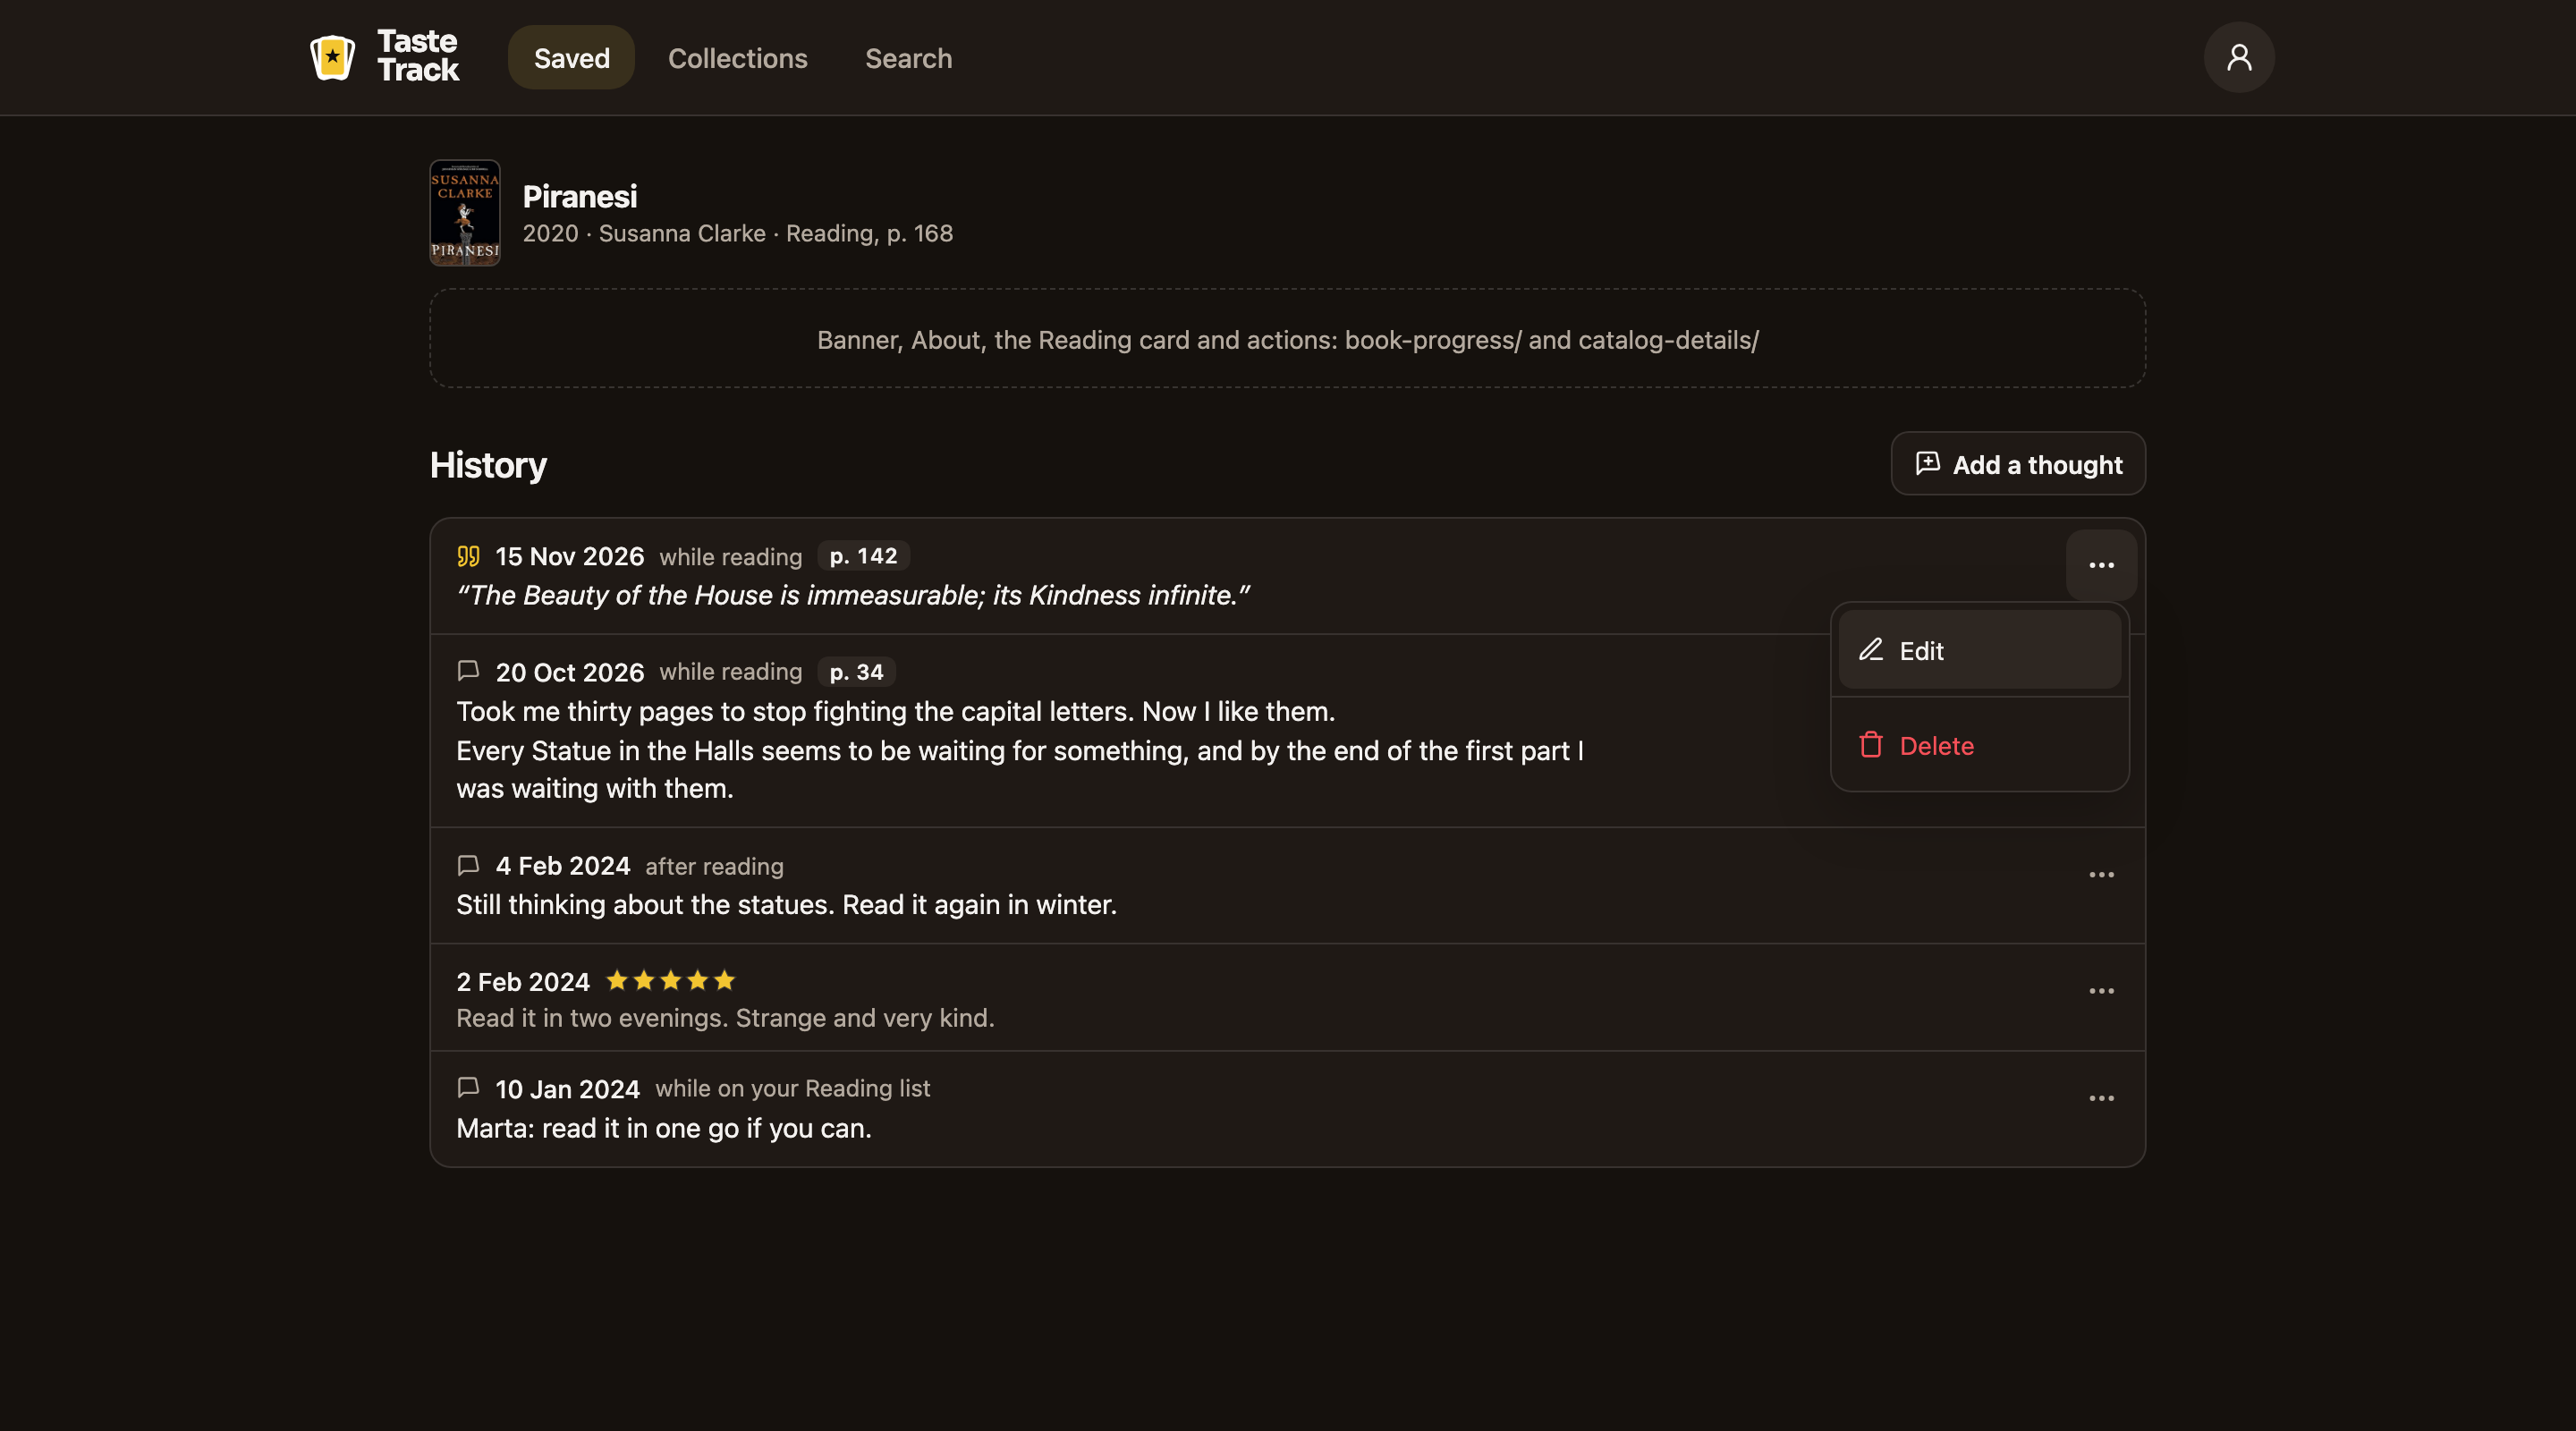 Taste
Track
Saved
Collections
Search
SUSANNA
CLARKE
PIRANESI
Piranesi
2020 · Susanna Clarke · Reading, p. 168
Banner, About, the Reading card and actions: book-progress/ and catalog-details/
History
Add a thought
15 Nov 2026 while reading p. 142
“The Beauty of the House is immeasurable; its Kindness infinite.”
Edit
Delete
20 Oct 2026 while reading p. 34
Took me thirty pages to stop fighting the capital letters. Now I like them.
Every Statue in the Halls seems to be waiting for something, and by the end of the first part I
was waiting with them.
4 Feb 2024 after reading
Still thinking about the statues. Read it again in winter.
2 Feb 2024
Read it in two evenings. Strange and very kind.
10 Jan 2024 while on your Reading list
Marta: read it in one go if you can.